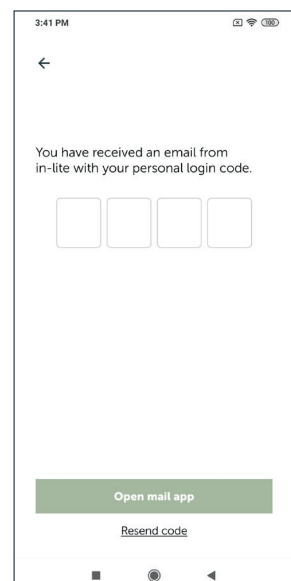 3:41 PM
100
You have received an email from
in-lite with your personal login code.
Open mail app
Resend code